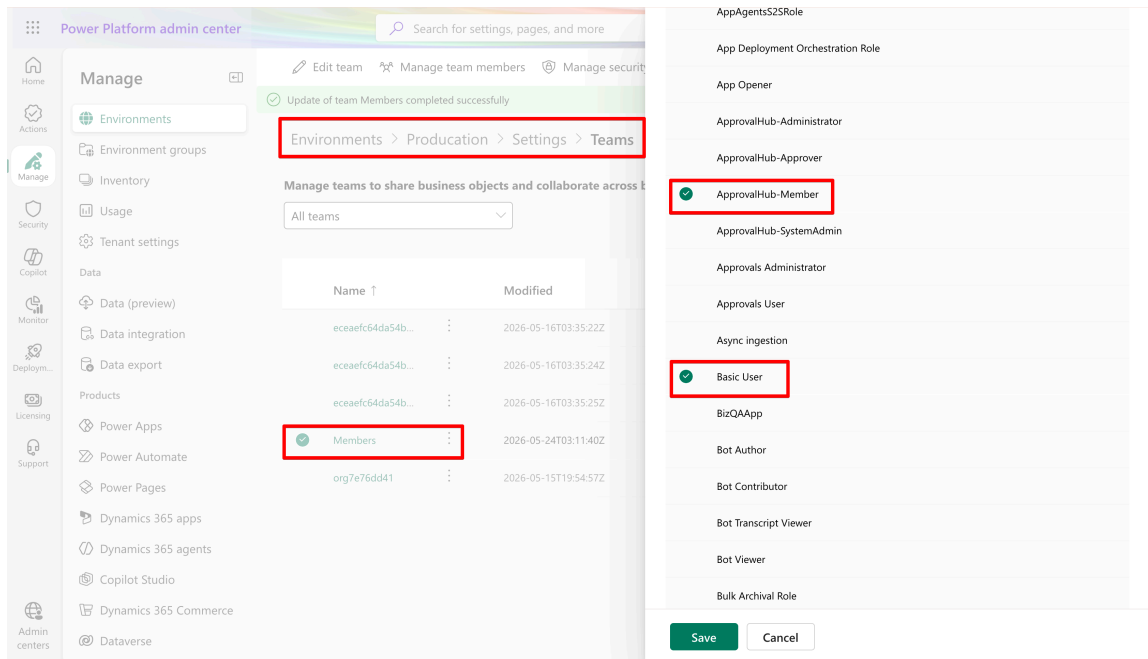 Power Platform admin center
Search for settings, pages, and more
Home
Actions
Manage
Security
Copilot
Monitor
Deploym...
Licensing
Support
Admin
centers
Manage
Environments
Environment groups
Inventory
Usage
Tenant settings
Data
Data (preview)
Data integration
Data export
Products
Power Apps
Power Automate
Power Pages
Dynamics 365 apps
Dynamics 365 agents
Copilot Studio
Dynamics 365 Commerce
Dataverse
Edit team Manage team members Manage security
Update of team Members completed successfully
Environments > Producation > Settings > Teams
Manage teams to share business objects and collaborate across b
All teams
Name ↑ Modified
eceaefc64da54b... 2026-05-16T03:35:22Z
eceaefc64da54b... 2026-05-16T03:35:24Z
eceaefc64da54b... 2026-05-16T03:35:25Z
Members 2026-05-24T03:11:40Z
org7e76dd41 2026-05-15T19:54:57Z
AppAgentsS2SRole
App Deployment Orchestration Role
App Opener
ApprovalHub-Administrator
ApprovalHub-Approver
ApprovalHub-Member
ApprovalHub-SystemAdmin
Approvals Administrator
Approvals User
Async ingestion
Basic User
BizQAApp
Bot Author
Bot Contributor
Bot Transcript Viewer
Bot Viewer
Bulk Archival Role
Save Cancel